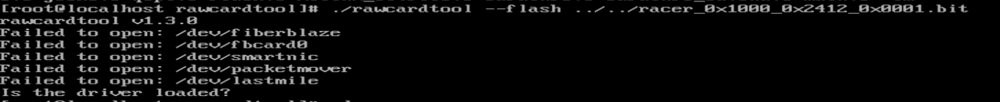 [root@localhost rawcardtool]# ./rawcardtool --flash ../../racer_0x1000_0x2412_0x0001.bit
rawcardtool v1.3.0
Failed to open: /dev/fiberblaze
Failed to open: /dev/fbcard0
Failed to open: /dev/smartnic
Failed to open: /dev/packetmover
Failed to open: /dev/lastmile
Is the driver loaded?